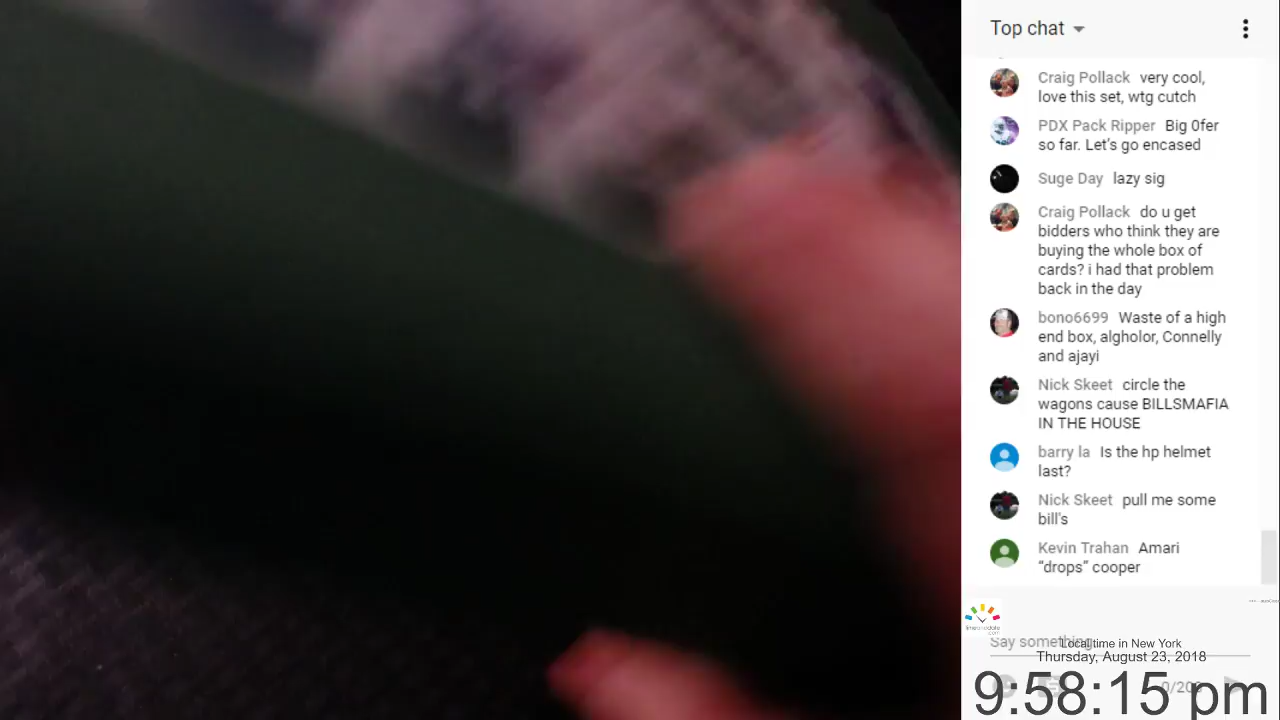 Top chat
Craig Pollack very cool,
love this set, wtg cutch
PDX Pack Ripper Big 0fer
so far. Let's go encased
Suge Day lazy sig
Craig Pollack do u get
bidders who think they are
buying the whole box of
cards? i had that problem
back in the day
bono6699 Waste of a high
end box, algholor, Connelly
and ajayi
Nick Skeet circle the
wagons cause BILLSMAFIA
IN THE HOUSE
barry la Is the hp helmet
last?
Nick Skeet pull me some
bill's
Kevin Trahan Amari
“drops” cooper
Say something...
Local time in New York
Thursday, August 23, 2018
0/200
9:58:15 pm